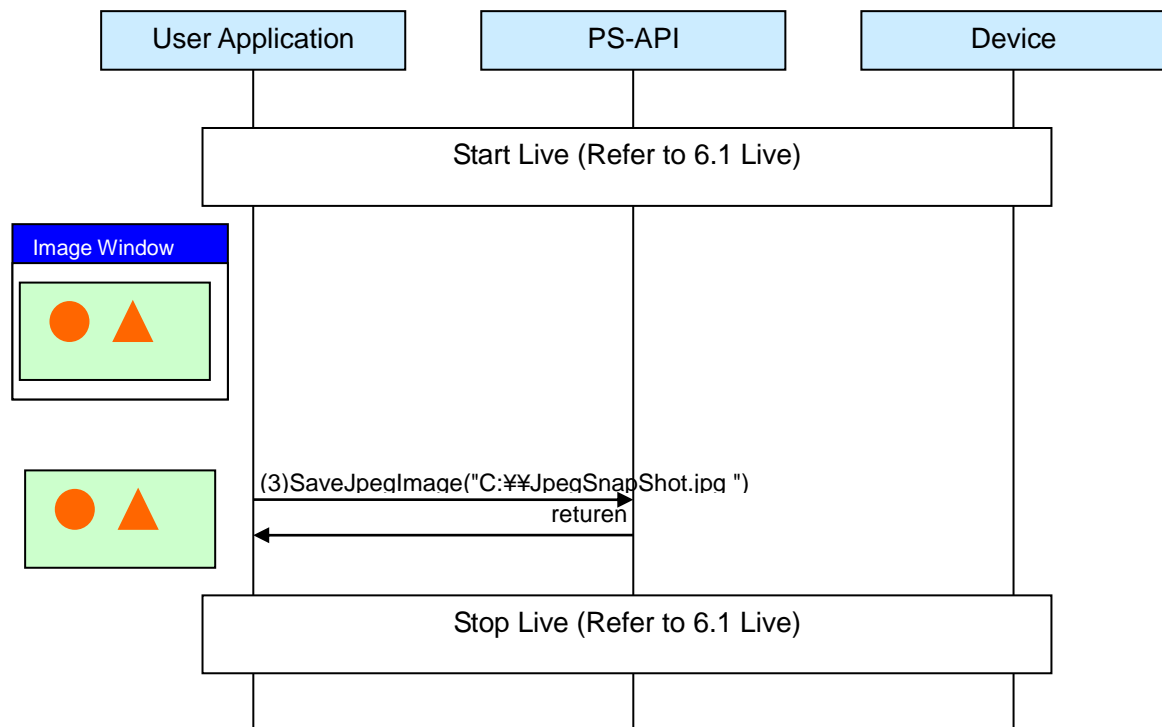 User Application
PS-API
Device
Start Live (Refer to 6.1 Live)
Image Window
(3)SaveJpegImage("C:¥¥JpegSnapShot.jpg ")
returen
Stop Live (Refer to 6.1 Live)